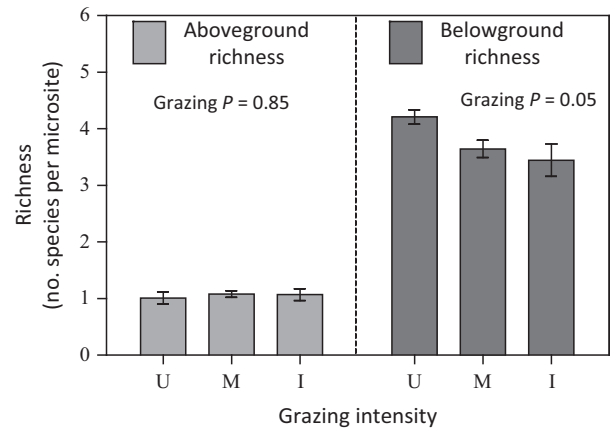 6
5
4
3
2
1
0
Richness
(no. species per microsite)
Aboveground
richness
Grazing P = 0.85
Belowground
richness
Grazing P = 0.05
U M I U M I
Grazing intensity